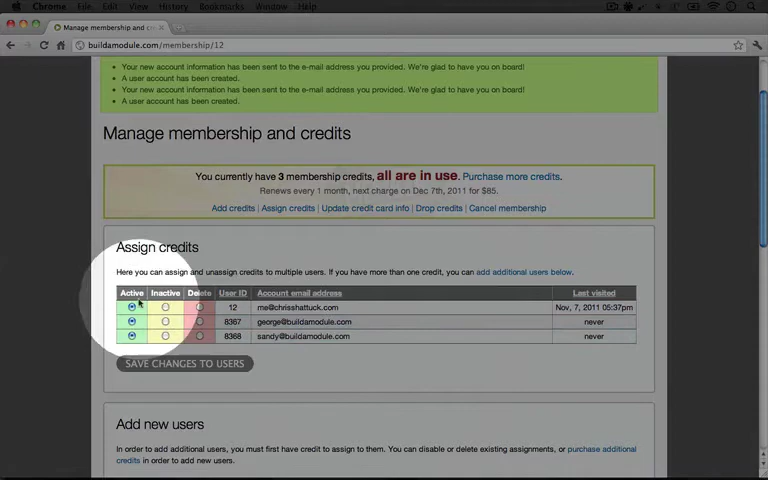 Chrome File Edit View History Bookmarks Window Help
Manage membership and cre
buildamodule.com/membership/12
Your new account information has been sent to the e-mail address you provided. We're glad to have you on board!
A user account has been created.
Your new account information has been sent to the e-mail address you provided. We're glad to have you on board!
A user account has been created.
Manage membership and credits
You currently have 3 membership credits, all are in use. Purchase more credits.
Renews every 1 month, next charge on Dec 7th, 2011 for $85.
Add credits | Assign credits | Update credit card info | Drop credits | Cancel membership
Assign credits
Here you can assign and unassign credits to multiple users. If you have more than one credit, you can add additional users below.
Active Inactive Delete User ID Account email address Last visited
12 me@chrisshattuck.com Nov, 7, 2011 05:37pm
8367 george@buildamodule.com never
8368 sandy@buildamodule.com never
SAVE CHANGES TO USERS
Add new users
In order to add additional users, you must first have credit to assign to them. You can disable or delete existing assignments, or purchase additional
credits in order to add new users.